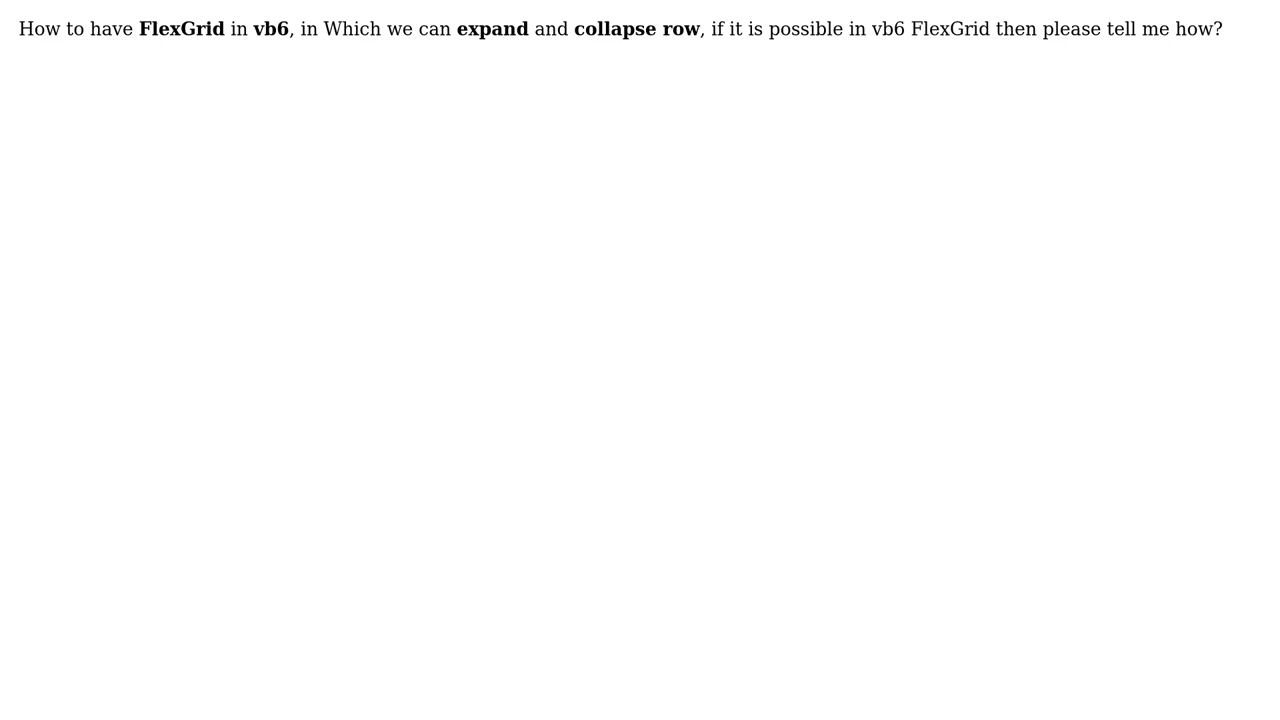 How to have FlexGrid in vb6, in Which we can expand and collapse row, if it is possible in vb6 FlexGrid then please tell me how?